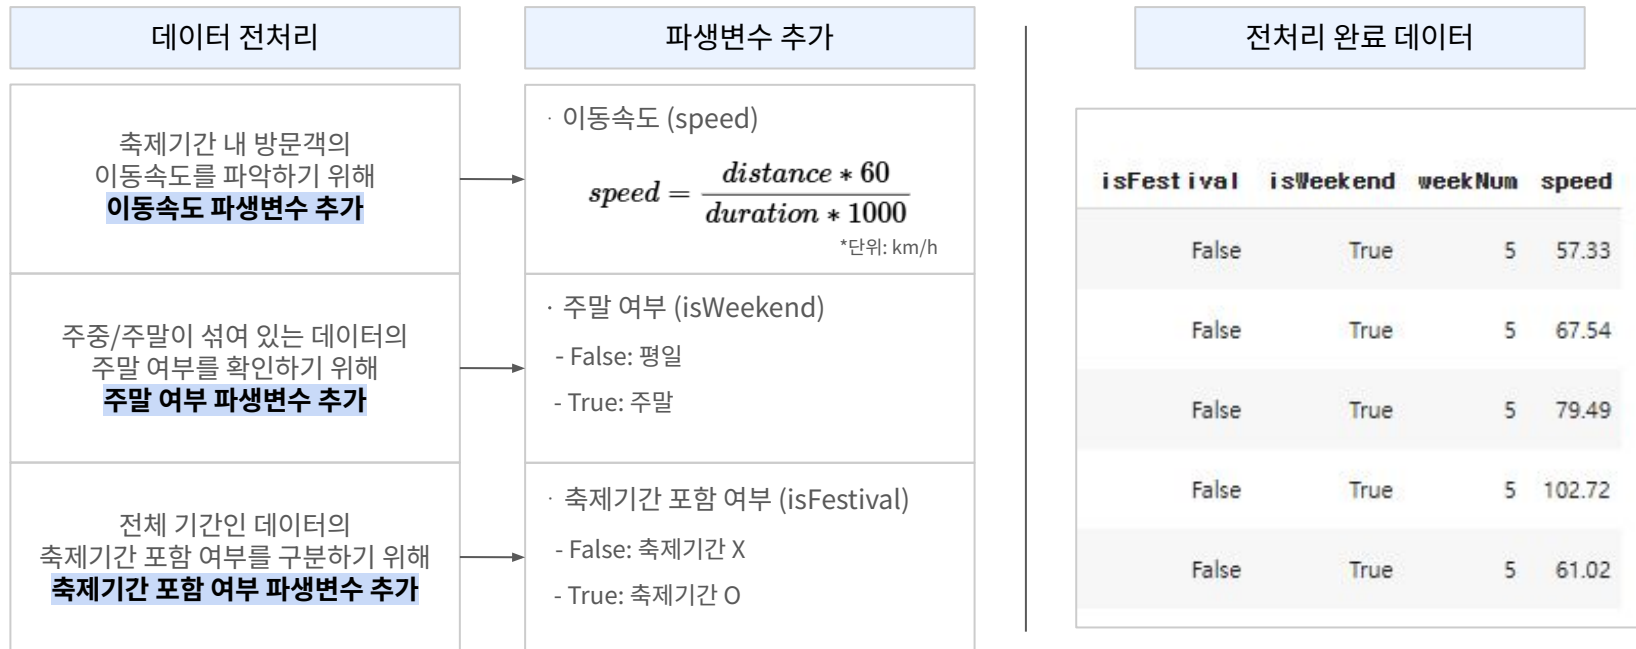 데이터 전처리
축제기간 내 방문객의
이동속도를 파악하기 위해
이동속도 파생변수 추가
주중/주말이 섞여 있는 데이터의
주말 여부를 확인하기 위해
주말 여부 파생변수 추가
전체 기간인 데이터의
축제기간 포함 여부를 구분하기 위해
축제기간 포함 여부 파생변수 추가
파생변수 추가
· 이동속도 (speed)
speed = \frac{distance * 60}{duration * 1000}
*단위: km/h
· 주말 여부 (isWeekend)
- False: 평일
- True: 주말
· 축제기간 포함 여부 (isFestival)
- False: 축제기간 X
- True: 축제기간 O
전처리 완료 데이터
isFestival isWeekend weekNum speed
False True 5 57.33
False True 5 67.54
False True 5 79.49
False True 5 102.72
False True 5 61.02